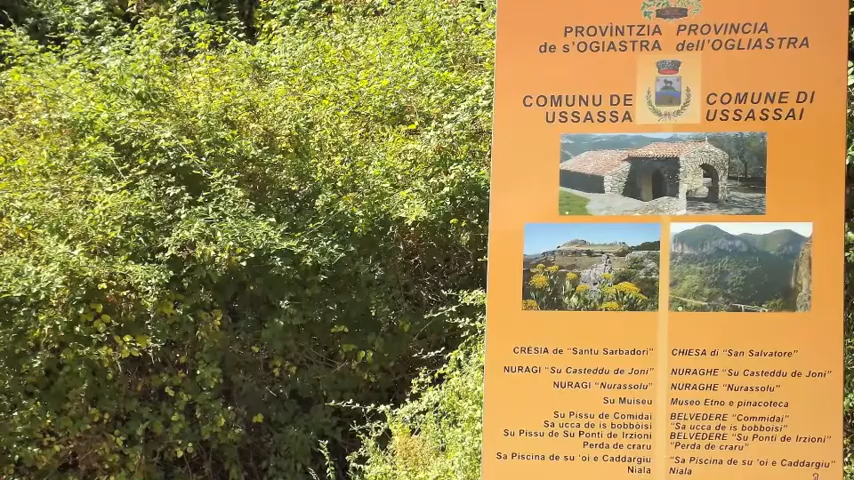 PROVÌNTZIA PROVINCIA
de s'OGIASTRA dell'OGLIASTRA
COMUNU DE COMUNE DI
USSASSA USSASSAI
CRÉSIA de "Santu Sarbadori" CHIESA di "San Salvatore"
NURAGI "Su Casteddu de Joni" NURAGHE "Su Casteddu de Joni"
NURAGI "Nurassolu" NURAGHE "Nurassolu"
Su Museu Museo Etno e pinacoteca
Su Pissu de Comidai BELVEDERE "Commidai"
Sa ucca de is bobboisi "Sa ucca de is bobboisi"
Su Pissu de Su Ponti de Irzioni BELVEDERE "Su Ponti de Irzioni"
Perda de craru "Perda de craru"
Sa Piscina de su 'oi e Caddargiu "Sa Piscina de su 'oi e Caddargiu"
Niala Niala